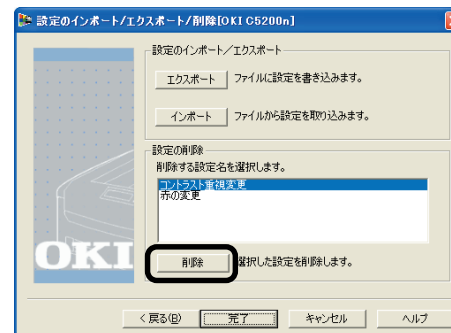 設定のインポート/エクスポート/削除[OKI C5200n]
設定のインポート／エクスポート
エクスポート ファイルに設定を書き込みます。
インポート ファイルから設定を取り込みます。
設定の削除
削除する設定名を選択します。
コントラスト重視変更
赤の変更
OKI
削除 選択した設定を削除します。
< 戻る(B) 完了 キャンセル ヘルプ